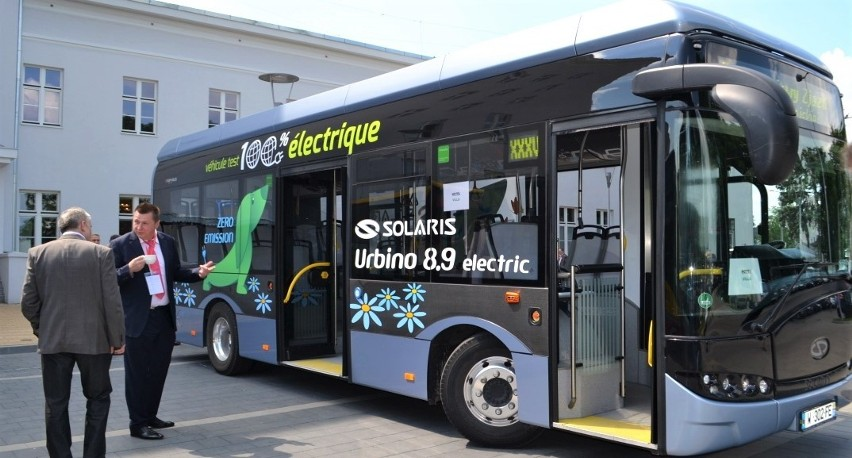 véhicule test 100% électrique
ZERO
EMISSION
SOLARIS
Urbino 8,9 electric